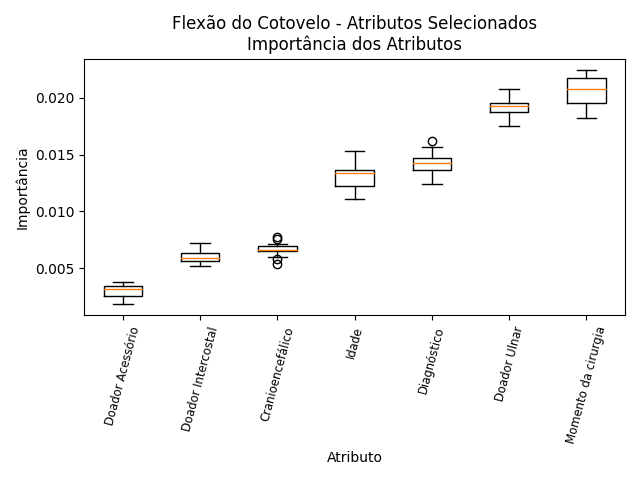 Flexão do Cotovelo - Atributos Selecionados
Importância dos Atributos
Importância
0.020
0.015
0.010
0.005
Doador Acessório
Doador Intercostal
Cranioencefálico
Idade
Diagnóstico
Doador Ulnar
Momento da cirurgia
Atributo